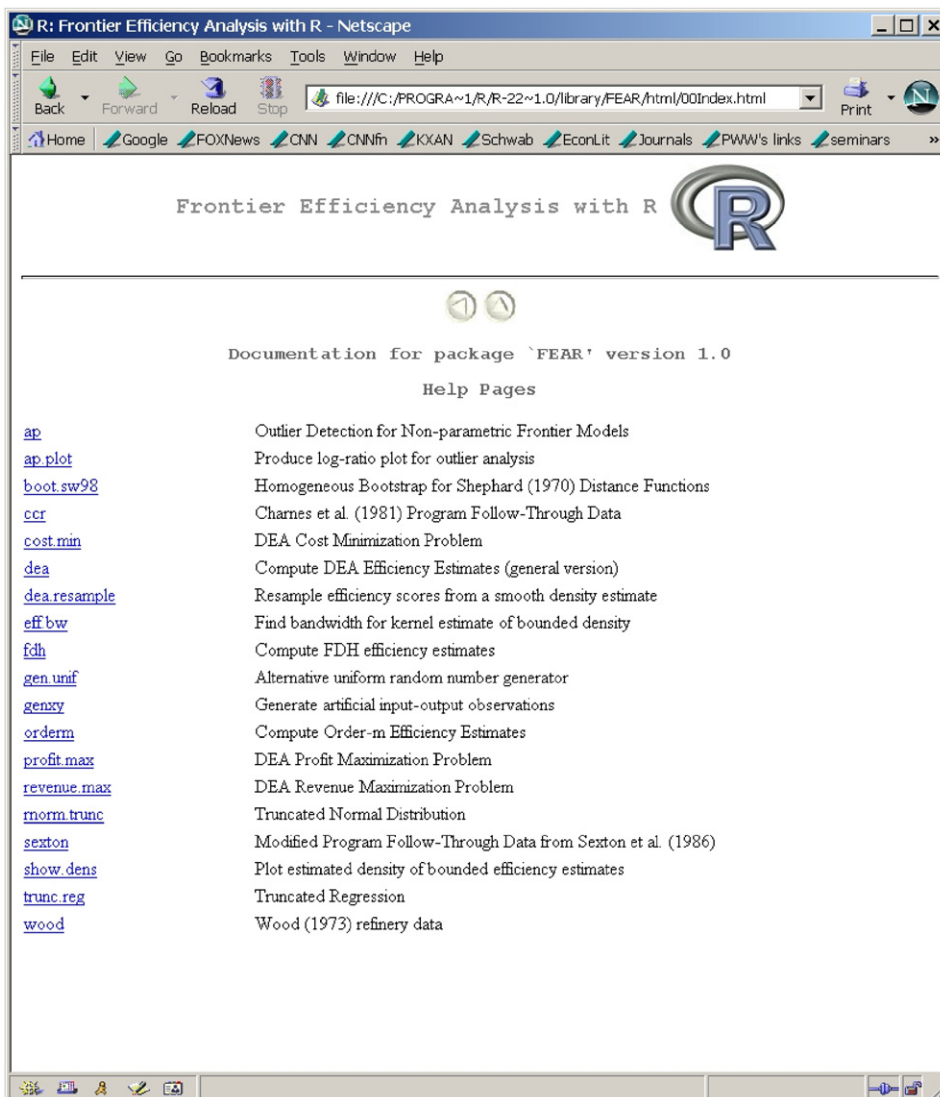 R: Frontier Efficiency Analysis with R - Netscape
File Edit View Go Bookmarks Tools Window Help
Back Forward Reload Stop file:///C:/PROGRA~1/R/R-22~1.0/library/FEAR/html/00Index.html Print N
Home Google FOXNews CNN CNNfn KXAN Schwab EconLit Journals PWW's links seminars »
Frontier Efficiency Analysis with R R
Documentation for package `FEAR' version 1.0
Help Pages
ap Outlier Detection for Non-parametric Frontier Models
ap.plot Produce log-ratio plot for outlier analysis
boot.sw98 Homogeneous Bootstrap for Shephard (1970) Distance Functions
ccr Charnes et al. (1981) Program Follow-Through Data
cost.min DEA Cost Minimization Problem
dea Compute DEA Efficiency Estimates (general version)
dea.resample Resample efficiency scores from a smooth density estimate
eff.bw Find bandwidth for kernel estimate of bounded density
fdh Compute FDH efficiency estimates
gen.unif Alternative uniform random number generator
genxy Generate artificial input-output observations
orderm Compute Order-m Efficiency Estimates
profit.max DEA Profit Maximization Problem
revenue.max DEA Revenue Maximization Problem
rnorm.trunc Truncated Normal Distribution
sexton Modified Program Follow-Through Data from Sexton et al. (1986)
show.dens Plot estimated density of bounded efficiency estimates
trunc.reg Truncated Regression
wood Wood (1973) refinery data